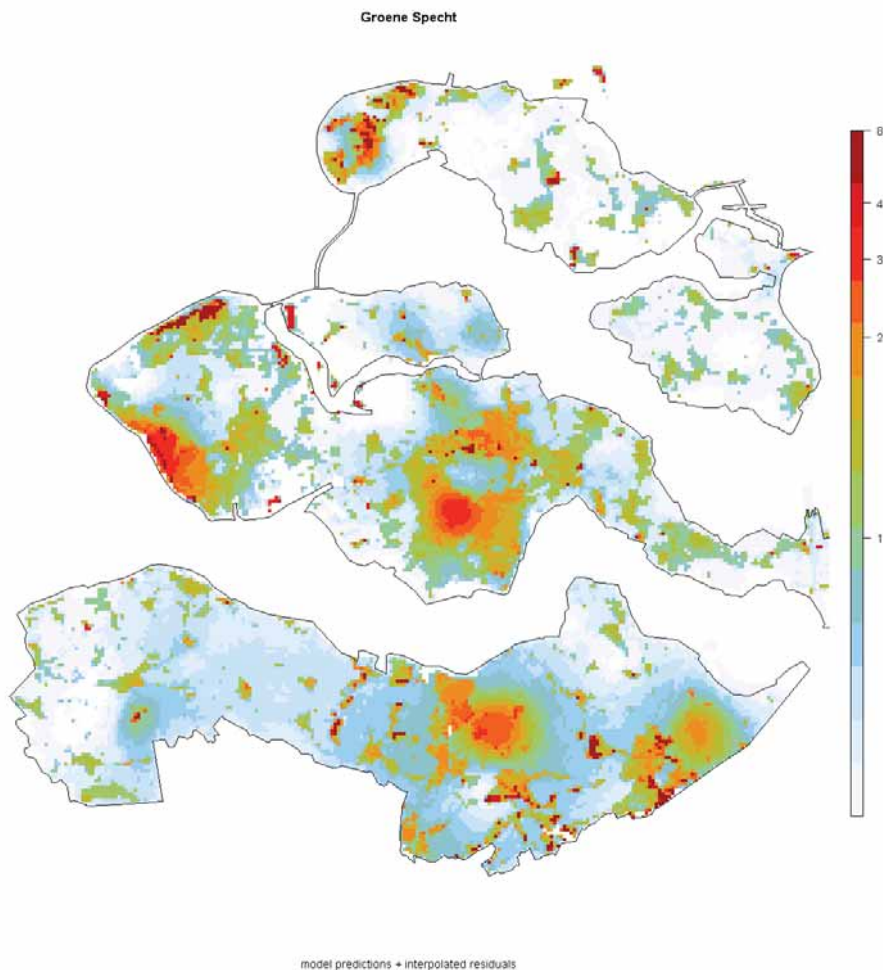 Groene Specht
8
4
3
2
1
model predictions + interpolated residuals